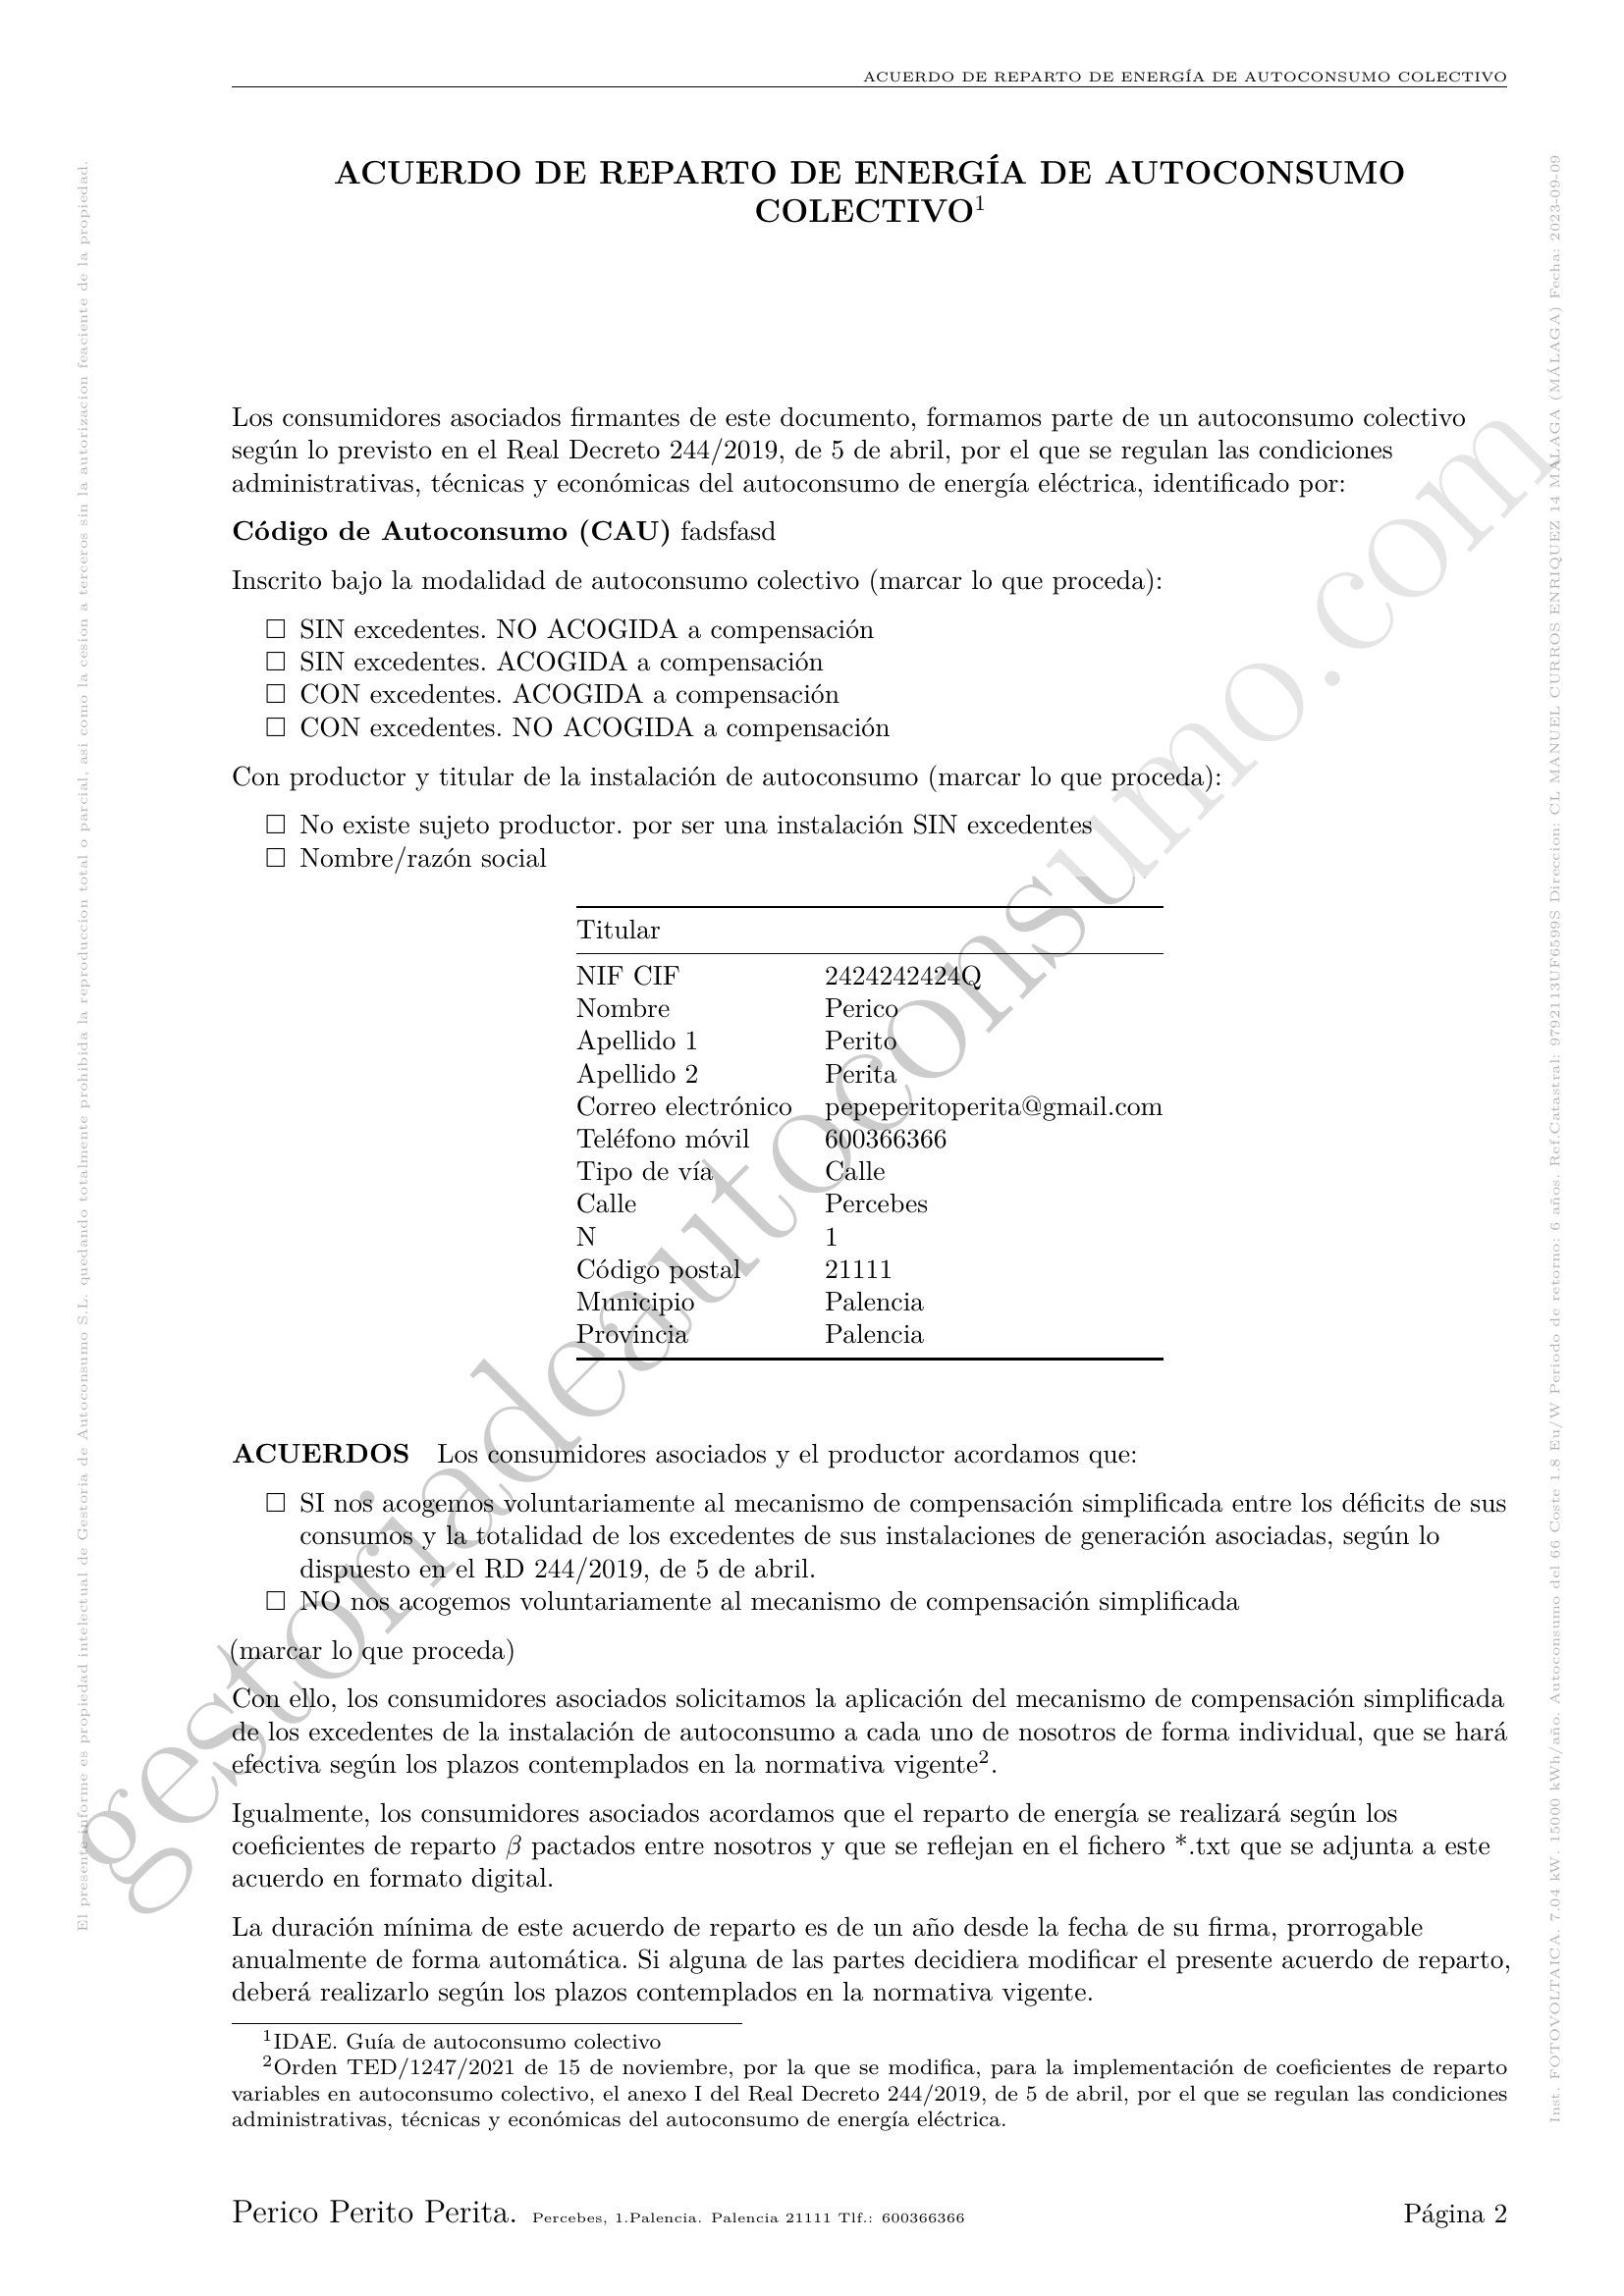 ACUERDO DE REPARTO DE ENERGÍA DE AUTOCONSUMO COLECTIVO
ACUERDO DE REPARTO DE ENERGÍA DE AUTOCONSUMO
COLECTIVO1
Los consumidores asociados firmantes de este documento, formamos parte de un autoconsumo colectivo
según lo previsto en el Real Decreto 244/2019, de 5 de abril, por el que se regulan las condiciones
administrativas, técnicas y económicas del autoconsumo de energía eléctrica, identificado por:
Código de Autoconsumo (CAU) fadsfasd
Inscrito bajo la modalidad de autoconsumo colectivo (marcar lo que proceda):
□ SIN excedentes. NO ACOGIDA a compensación
□ SIN excedentes. ACOGIDA a compensación
□ CON excedentes. ACOGIDA a compensación
□ CON excedentes. NO ACOGIDA a compensación
Con productor y titular de la instalación de autoconsumo (marcar lo que proceda):
□ No existe sujeto productor. por ser una instalación SIN excedentes
□ Nombre/razón social
Titular
NIF CIF 2424242424Q
Nombre Perico
Apellido 1 Perito
Apellido 2 Perita
Correo electrónico pepeperitoperita@gmail.com
Teléfono móvil 600366366
Tipo de vía Calle
Calle Percebes
N 1
Código postal 21111
Municipio Palencia
Provincia Palencia
ACUERDOS Los consumidores asociados y el productor acordamos que:
□ SI nos acogemos voluntariamente al mecanismo de compensación simplificada entre los déficits de sus
consumos y la totalidad de los excedentes de sus instalaciones de generación asociadas, según lo
dispuesto en el RD 244/2019, de 5 de abril.
□ NO nos acogemos voluntariamente al mecanismo de compensación simplificada
(marcar lo que proceda)
Con ello, los consumidores asociados solicitamos la aplicación del mecanismo de compensación simplificada
de los excedentes de la instalación de autoconsumo a cada uno de nosotros de forma individual, que se hará
efectiva según los plazos contemplados en la normativa vigente2.
Igualmente, los consumidores asociados acordamos que el reparto de energía se realizará según los
coeficientes de reparto β pactados entre nosotros y que se reflejan en el fichero *.txt que se adjunta a este
acuerdo en formato digital.
La duración mínima de este acuerdo de reparto es de un año desde la fecha de su firma, prorrogable
anualmente de forma automática. Si alguna de las partes decidiera modificar el presente acuerdo de reparto,
deberá realizarlo según los plazos contemplados en la normativa vigente.
1IDAE. Guía de autoconsumo colectivo
2Orden TED/1247/2021 de 15 de noviembre, por la que se modifica, para la implementación de coeficientes de reparto
variables en autoconsumo colectivo, el anexo I del Real Decreto 244/2019, de 5 de abril, por el que se regulan las condiciones
administrativas, técnicas y económicas del autoconsumo de energía eléctrica.
Perico Perito Perita. Percebes, 1.Palencia. Palencia 21111 Tlf.: 600366366 Página 2
El presente informe es propiedad intelectual de Gestoria de Autoconsumo S.L. quedando totalmente prohibida la reproduccion total o parcial, asi como la cesion a terceros sin la autorizacion feaciente de la propiedad.
Inst. FOTOVOLTAICA. 7.04 kW. 15000 kWh/año. Autoconsumo del 66 Coste 1.8 Eu/W Periodo de retorno: 6 años. Ref.Catastral: 9792113UF6599S Direccion: CL MANUEL CURROS ENRIQUEZ 14 MALAGA (MÁLAGA) Fecha: 2023-09-09
gestoriadeautoconsumo.com